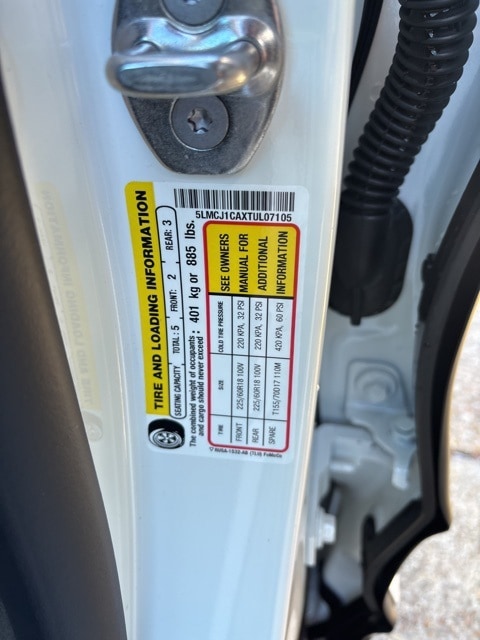 5LMCJ1CAXTUL07105
TIRE AND LOADING INFORMATION
SEATING CAPACITY TOTAL : 5 FRONT: 2 REAR: 3
The combined weight of occupants : 401 kg or 885 lbs.
and cargo should never exceed :
TIRE SIZE COLD TIRE PRESSURE
FRONT 225/60R18 100V 220 KPA, 32 PSI
REAR 225/60R18 100V 220 KPA, 32 PSI
SPARE T155/70D17 110M 420 KPA, 60 PSI
SEE OWNERS
MANUAL FOR
ADDITIONAL
INFORMATION